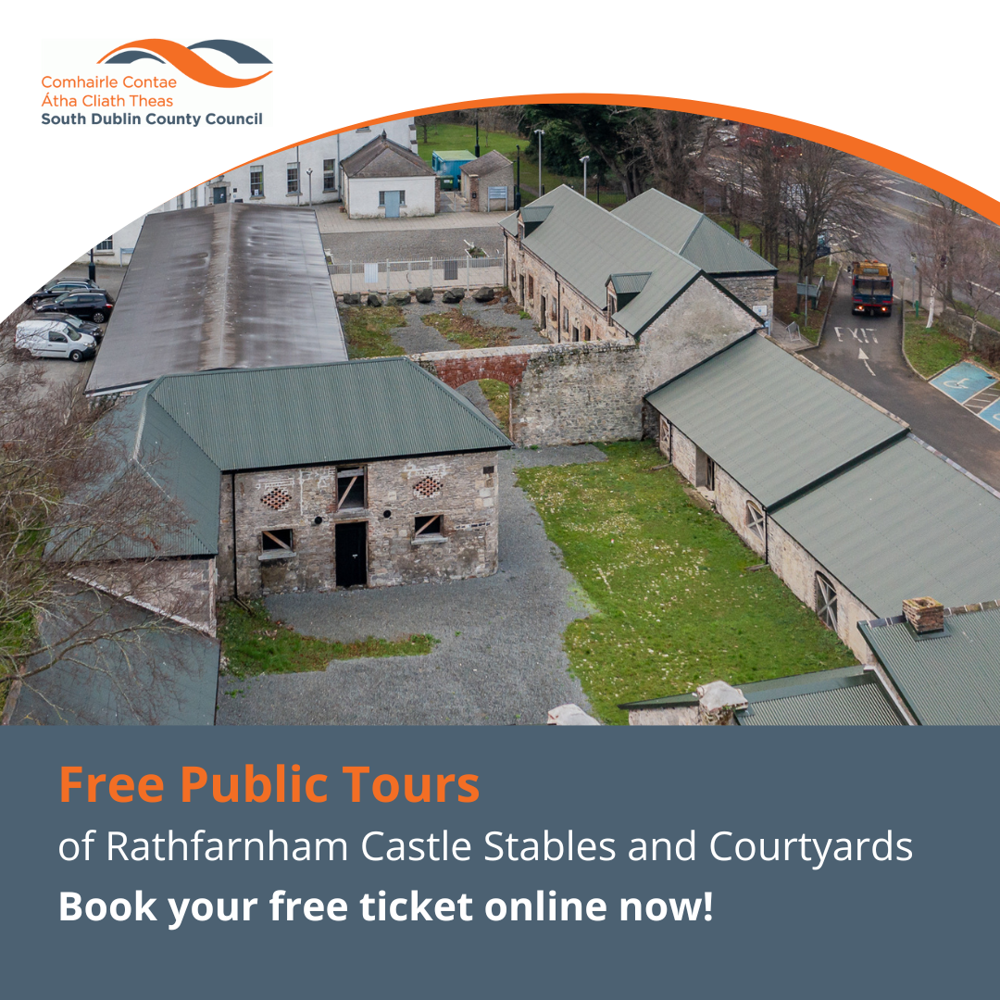 Comhairle Contae
Átha Cliath Theas
South Dublin County Council
EXIT
Free Public Tours
of Rathfarnham Castle Stables and Courtyards
Book your free ticket online now!